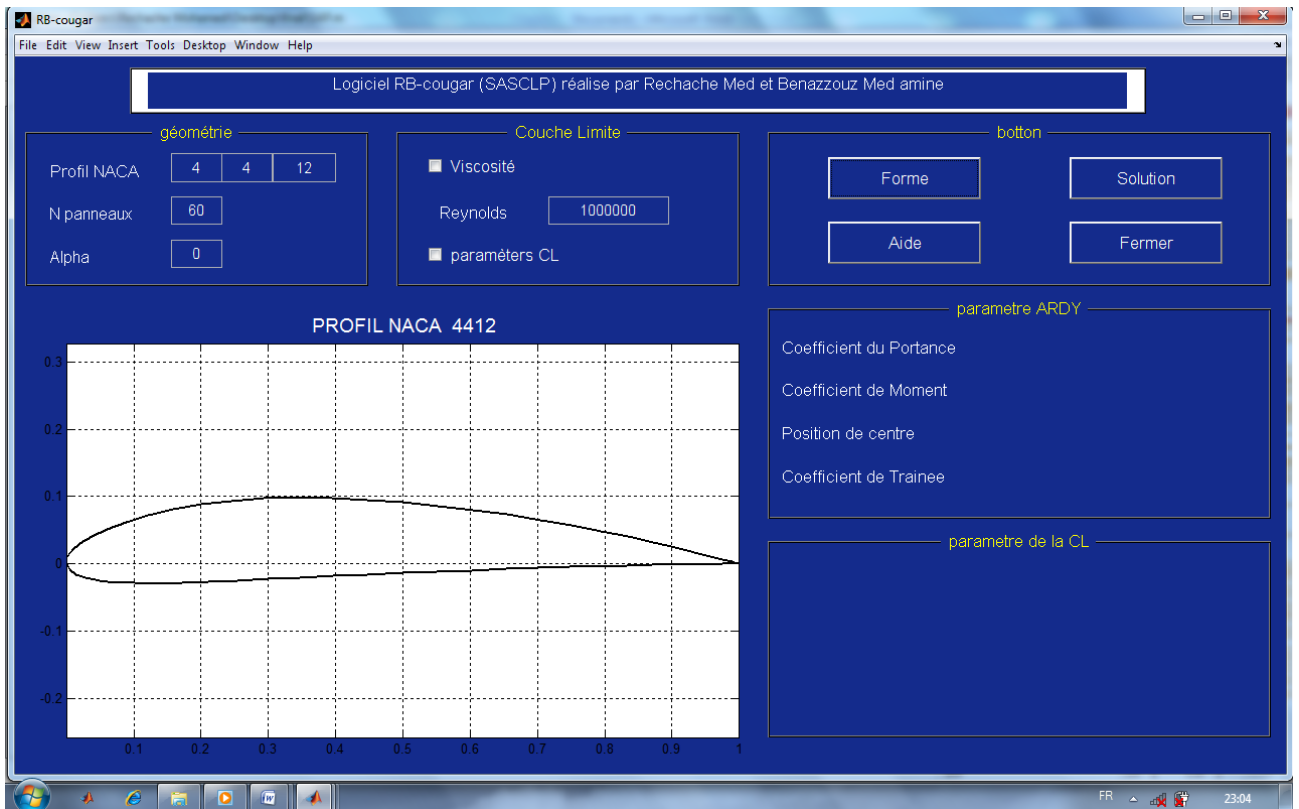 RB-cougar
File Edit View Insert Tools Desktop Window Help
Logiciel RB-cougar (SASCLP) réalise par Rechache Med et Benazzouz Med amine
géométrie
Profil NACA 4 4 12
N panneaux 60
Alpha 0
Couche Limite
Viscosité
Reynolds 1000000
paramèters CL
botton
Forme Solution
Aide Fermer
PROFIL NACA 4412
0.3
0.2
0.1
0
-0.1
-0.2
0.1 0.2 0.3 0.4 0.5 0.6 0.7 0.8 0.9 1
parametre ARDY
Coefficient du Portance
Coefficient de Moment
Position de centre
Coefficient de Trainee
parametre de la CL
FR 23:04